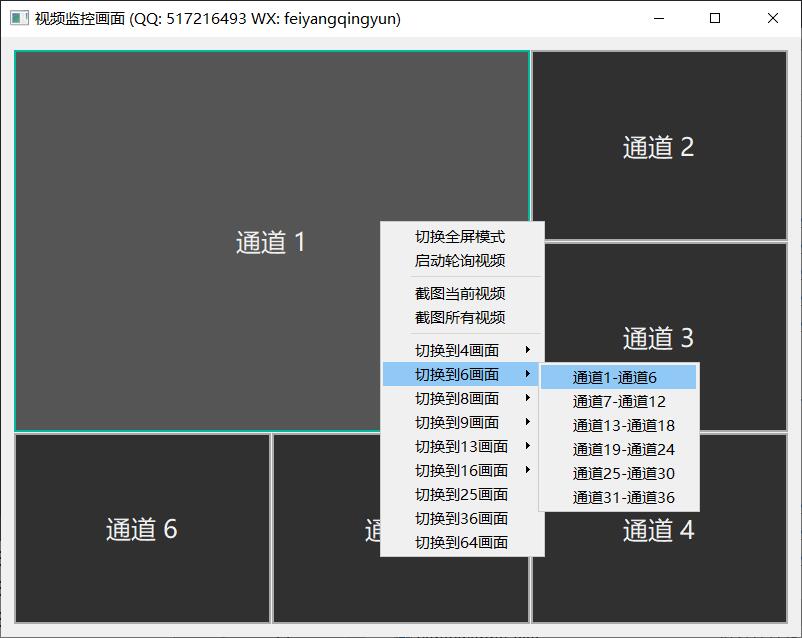 视频监控画面 (QQ: 517216493 WX: feiyangqingyun)
通道 1
通道 2
通道 3
通道 6
通
通道 4
切换全屏模式
启动轮询视频
截图当前视频
截图所有视频
切换到4画面
切换到6画面
切换到8画面
切换到9画面
切换到13画面
切换到16画面
切换到25画面
切换到36画面
切换到64画面
通道1-通道6
通道7-通道12
通道13-通道18
通道19-通道24
通道25-通道30
通道31-通道36